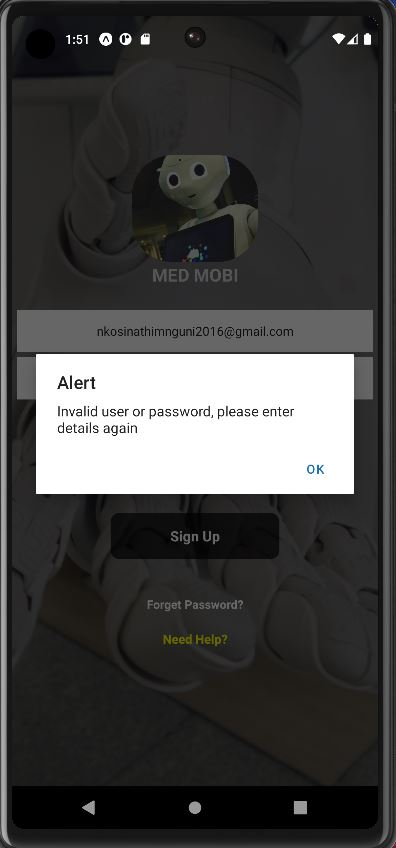 1:51
MED MOBI
nkosinathimnguni2016@gmail.com
Alert
Invalid user or password, please enter
details again
OK
Sign Up
Forget Password?
Need Help?